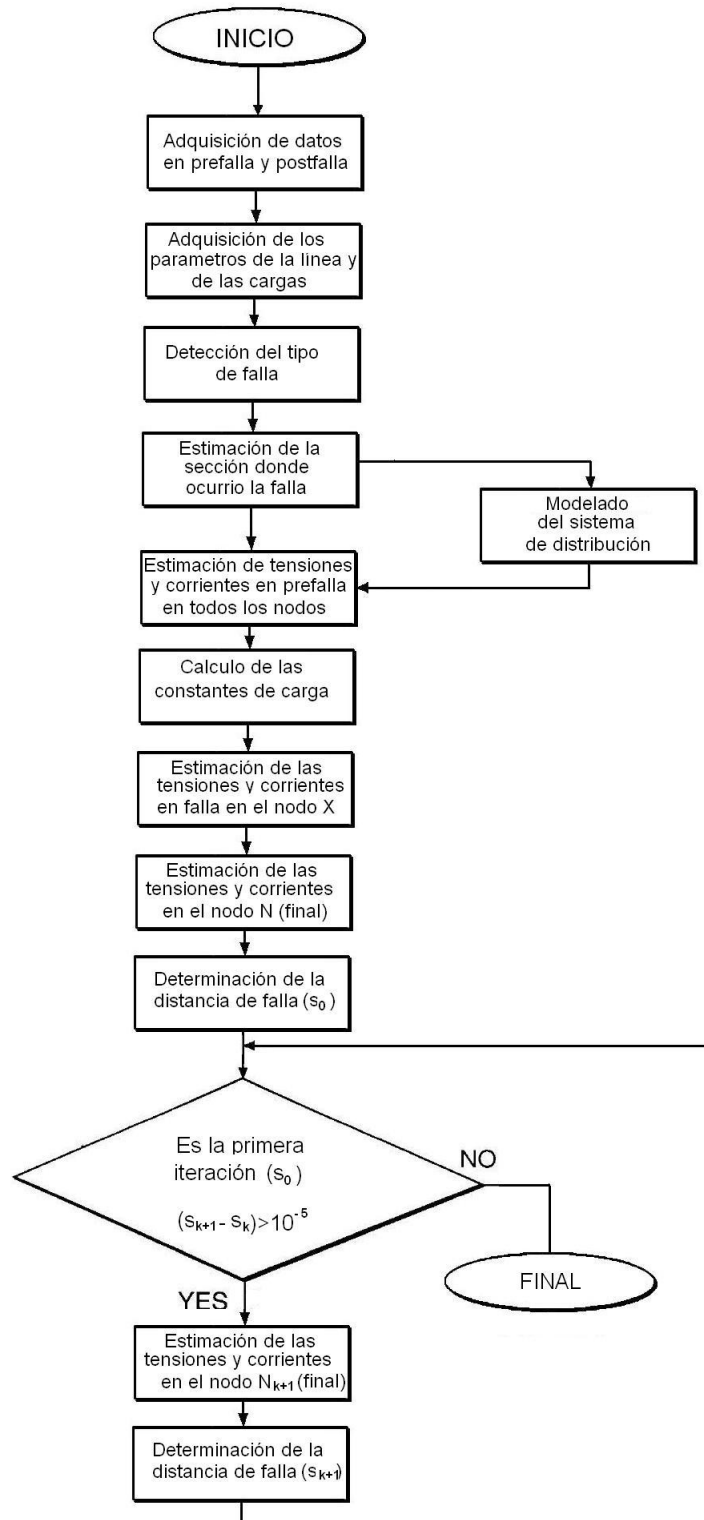 INICIO
Adquisición de datos
en prefalla y postfalla
Adquisición de los
parametros de la linea y
de las cargas
Detección del tipo
de falla
Estimación de la
sección donde
ocurrio la falla
Modelado
del sistema
de distribución
Estimación de tensiones
y corrientes en prefalla
en todos los nodos
Calculo de las
constantes de carga
Estimación de las
tensiones y corrientes
en falla en el nodo X
Estimación de las
tensiones y corrientes
en el nodo N (final)
Determinación de la
distancia de falla (s₀)
Es la primera
iteración (s₀)
(sₖ₊₁- sₖ)>10⁻⁵
NO
FINAL
YES
Estimación de las
tensiones y corrientes
en el nodo Nₖ₊₁ (final)
Determinación de la
distancia de falla (sₖ₊₁)